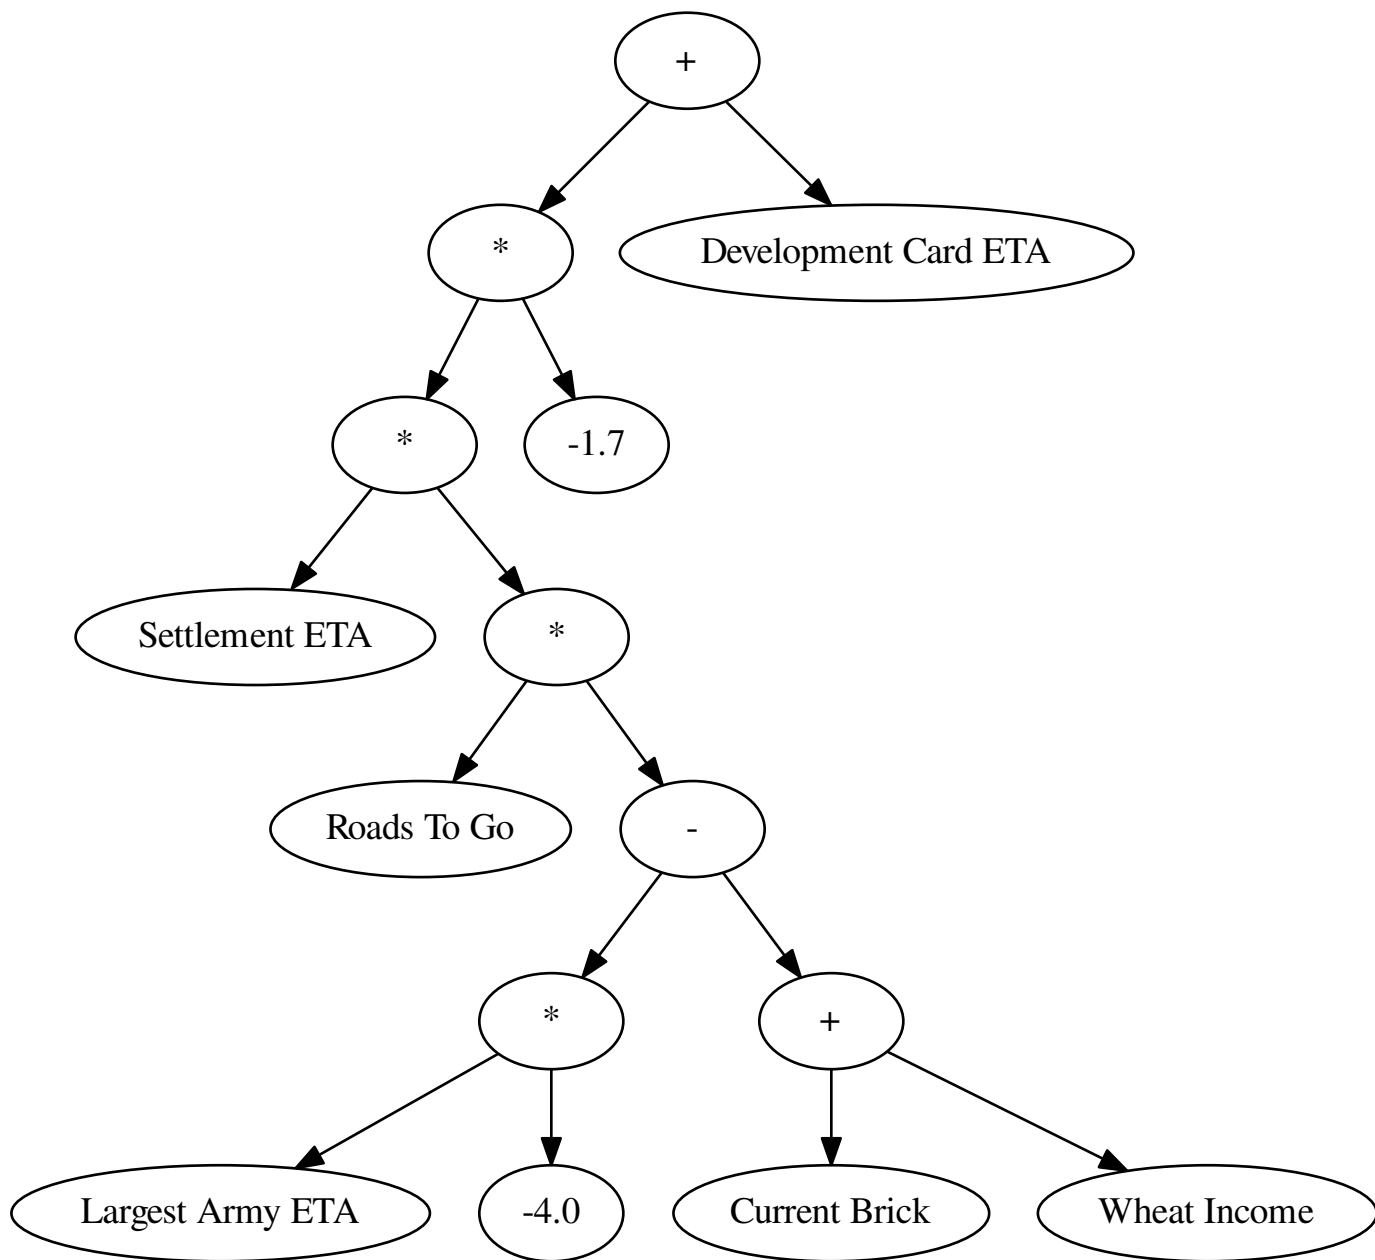 +
*
Development Card ETA
*
-1.7
Settlement ETA
*
Roads To Go
-
*
+
Largest Army ETA
-4.0
Current Brick
Wheat Income